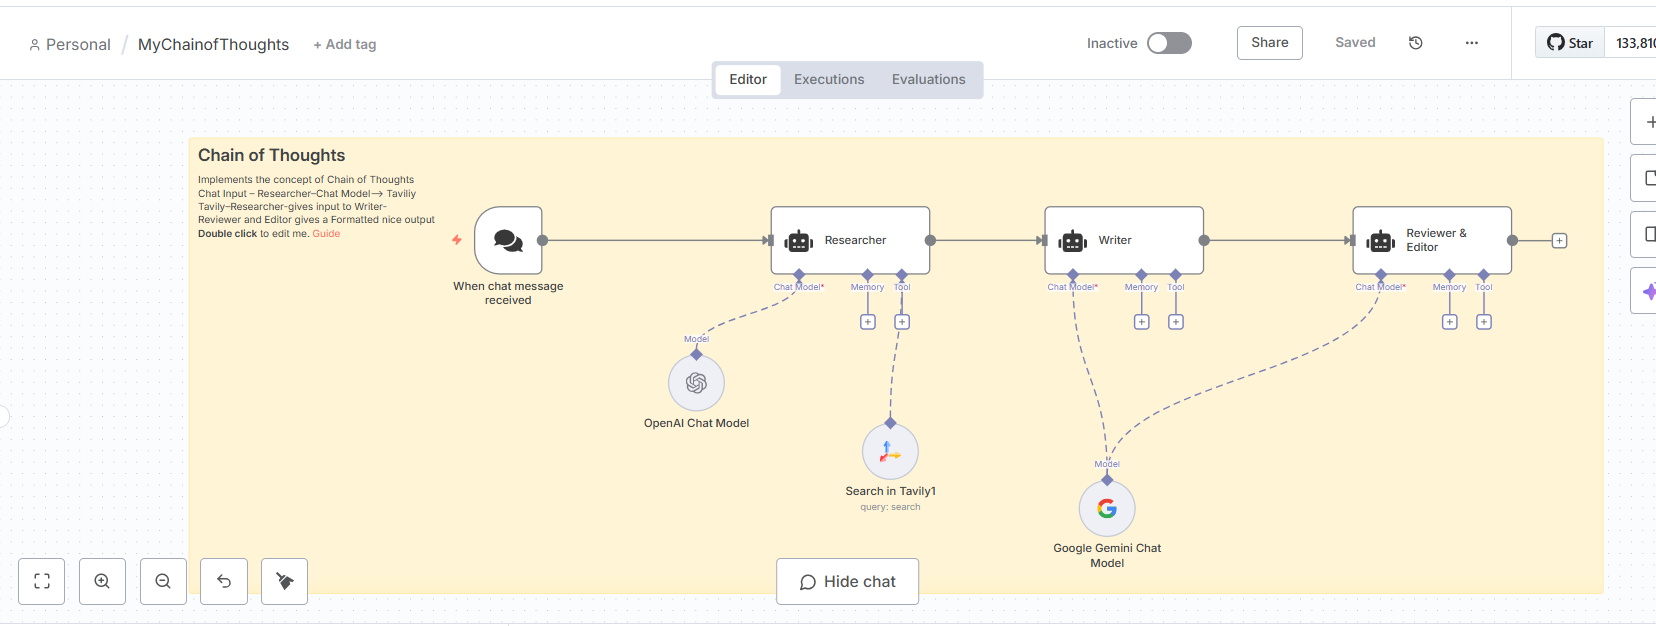 Personal / MyChainofThoughts + Add tag
Inactive
Share
Saved
Star
133,810
Editor
Executions
Evaluations
Chain of Thoughts
Implements the concept of Chain of Thoughts
Chat Input – Researcher–Chat Model—> Taviliy
Tavily–Researcher-gives input to Writer-
Reviewer and Editor gives a Formatted nice output
Double click to edit me. Guide
When chat message
received
Researcher
Chat Model*
Memory
Tool
Writer
Chat Model*
Memory
Tool
Reviewer &
Editor
Chat Model*
Memory
Tool
Model
OpenAI Chat Model
Search in Tavily1
query: search
Model
Google Gemini Chat
Model
Hide chat